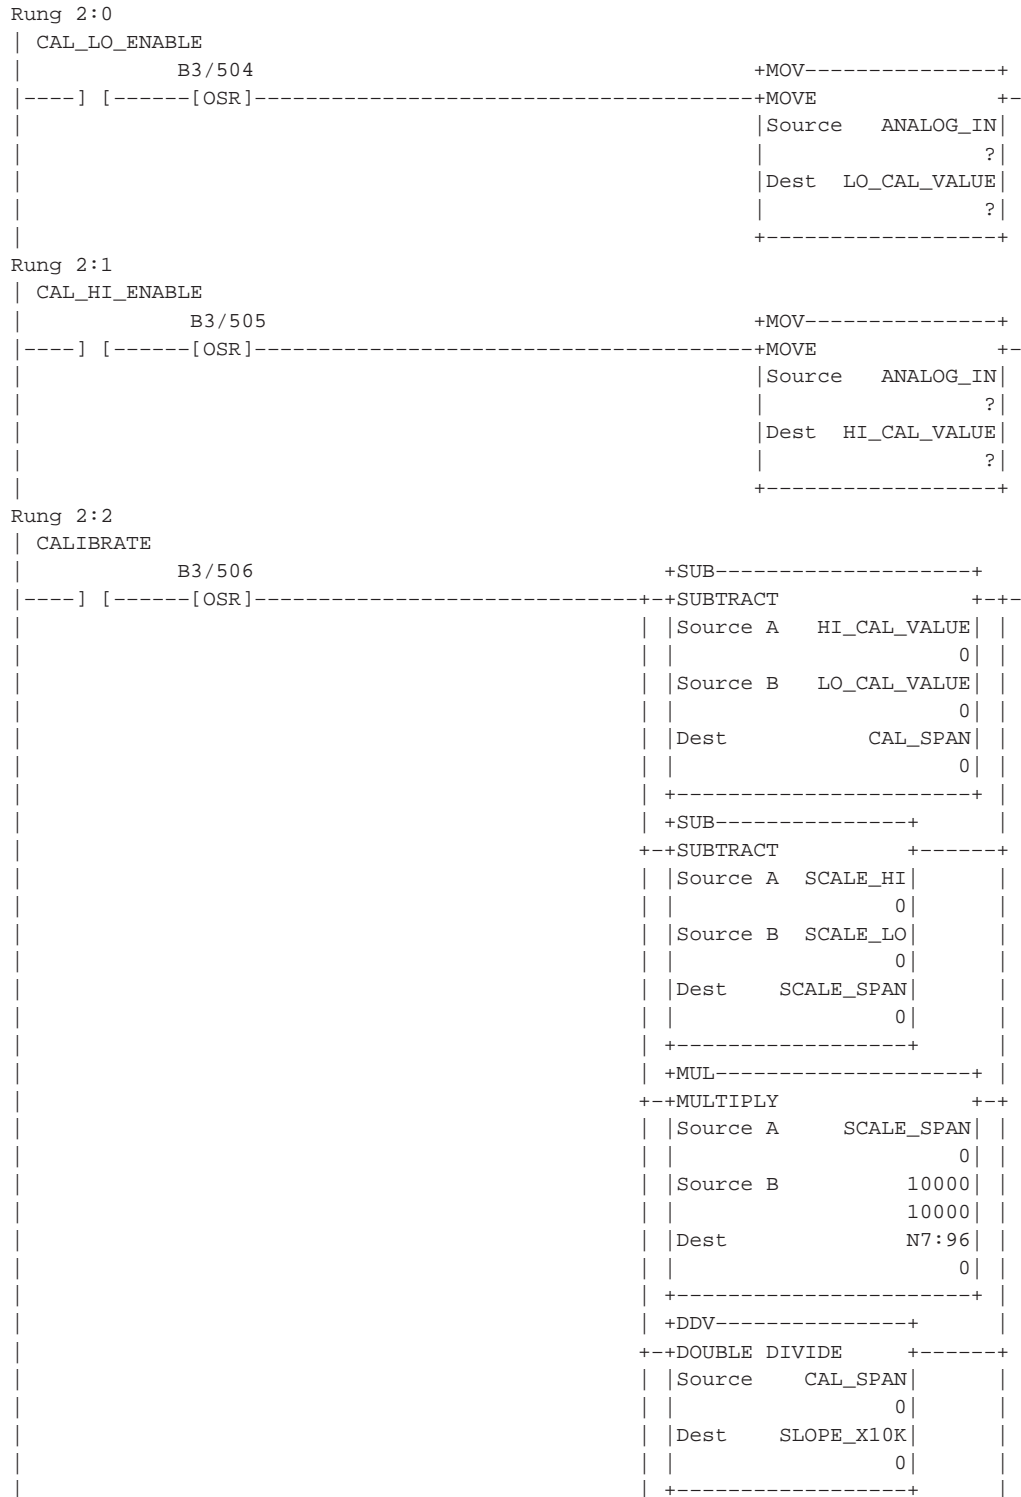 Rung 2:0
| CAL_LO_ENABLE
|           B3/504                                       +MOV---------------+
|----] [------[OSR]---------------------------------------+MOVE              +-
|                                                         |Source   ANALOG_IN|
|                                                         |                 ?|
|                                                         |Dest  LO_CAL_VALUE|
|                                                         |                 ?|
|                                                         +------------------+
Rung 2:1
| CAL_HI_ENABLE
|            B3/505                                       +MOV---------------+
|----] [------[OSR]---------------------------------------+MOVE              +-
|                                                         |Source   ANALOG_IN|
|                                                         |                 ?|
|                                                         |Dest  HI_CAL_VALUE|
|                                                         |                 ?|
|                                                         +------------------+
Rung 2:2
| CALIBRATE
|           B3/506                                 +SUB--------------------+
|----] [------[OSR]------------------------------+-+SUBTRACT               +-+-
|                                                | |Source A   HI_CAL_VALUE| |
|                                                | |                      0| |
|                                                | |Source B   LO_CAL_VALUE| |
|                                                | |                      0| |
|                                                | |Dest           CAL_SPAN| |
|                                                | |                      0| |
|                                                | +-----------------------+ |
|                                                | +SUB---------------+      |
|                                                +-+SUBTRACT          +------+
|                                                | |Source A  SCALE_HI|      |
|                                                | |                 0|      |
|                                                | |Source B  SCALE_LO|      |
|                                                | |                 0|      |
|                                                | |Dest    SCALE_SPAN|      |
|                                                | |                 0|      |
|                                                | +------------------+      |
|                                                | +MUL--------------------+ |
|                                                +-+MULTIPLY               +-+
|                                                | |Source A     SCALE_SPAN| |
|                                                | |                      0| |
|                                                | |Source B          10000| |
|                                                | |                  10000| |
|                                                | |Dest              N7:96| |
|                                                | |                      0| |
|                                                | +-----------------------+ |
|                                                | +DDV---------------+      |
|                                                +-+DOUBLE DIVIDE     +------+
|                                                | |Source    CAL_SPAN|      |
|                                                | |                 0|      |
|                                                | |Dest    SLOPE_X10K|      |
|                                                | |                 0|      |
|                                                | +------------------+      |